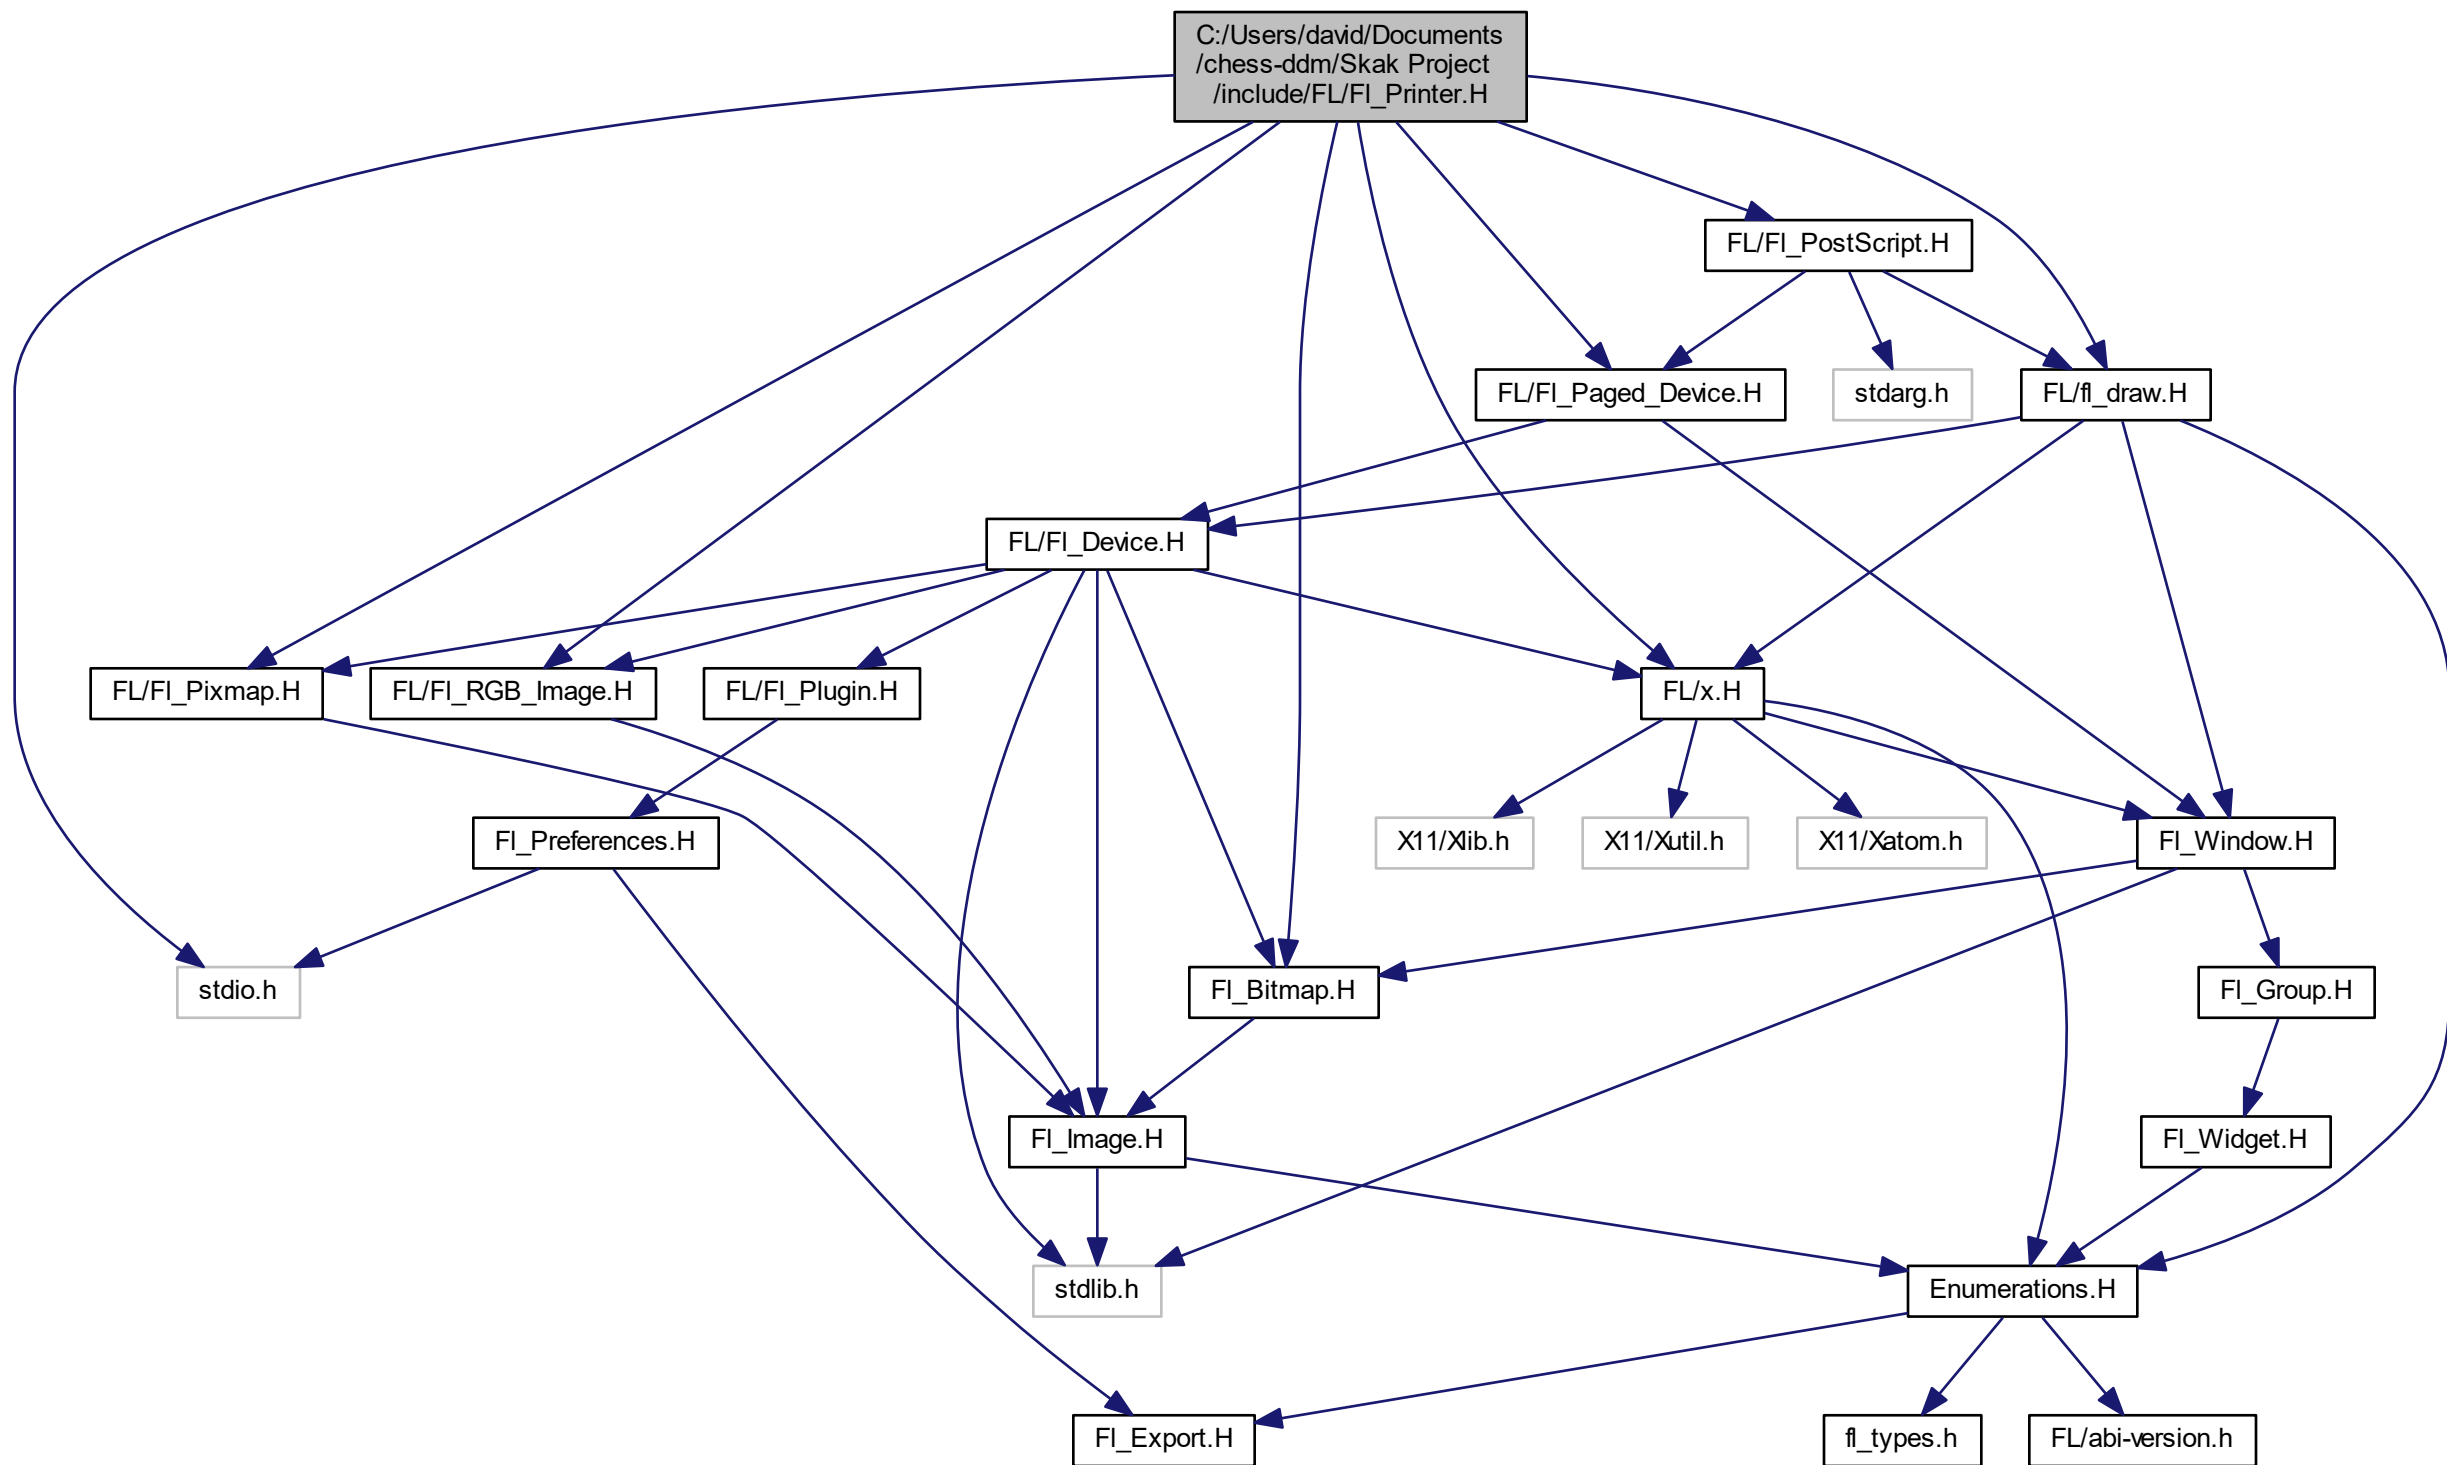 C:/Users/david/Documents
/chess-ddm/Skak Project
/include/FL/Fl_Printer.H
FL/Fl_PostScript.H
FL/Fl_Paged_Device.H
stdarg.h
FL/fl_draw.H
FL/Fl_Device.H
FL/Fl_Pixmap.H
FL/Fl_RGB_Image.H
FL/Fl_Plugin.H
FL/x.H
Fl_Preferences.H
X11/Xlib.h
X11/Xutil.h
X11/Xatom.h
Fl_Window.H
stdio.h
Fl_Bitmap.H
Fl_Group.H
Fl_Image.H
Fl_Widget.H
stdlib.h
Enumerations.H
Fl_Export.H
fl_types.h
FL/abi-version.h